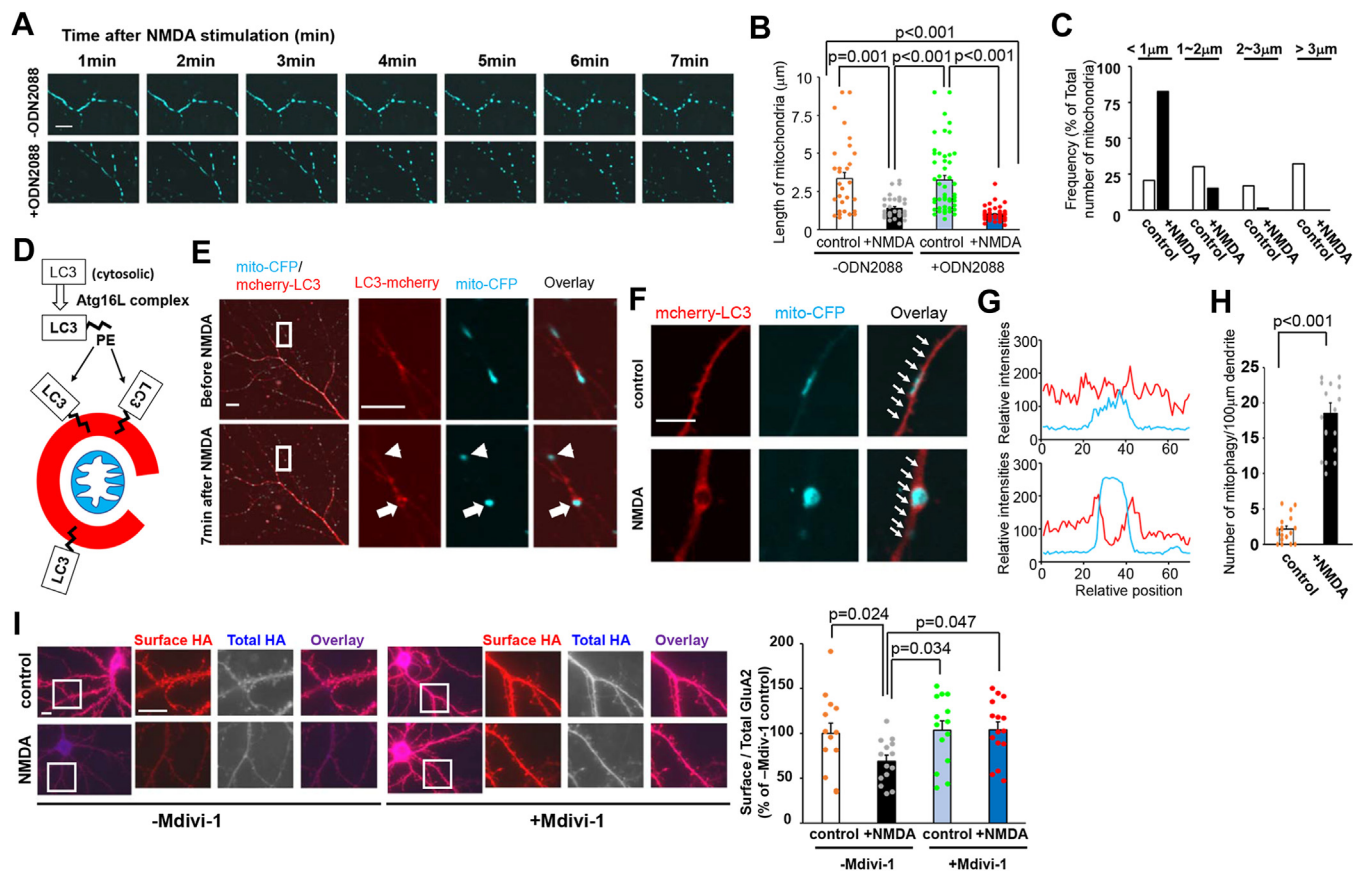 A
Time after NMDA stimulation (min)
1min 2min 3min 4min 5min 6min 7min
-ODN2088
+ODN2088
B
p<0.001
p=0.001 p<0.001 p<0.001
Length of mitochondria (μm)
10
7.5
5
2.5
0
control +NMDA control +NMDA
-ODN2088 +ODN2088
C
< 1μm 1~2μm 2~3μm > 3μm
Frequency (% of Total
number of mitochondria)
100
75
50
25
0
control +NMDA control +NMDA control +NMDA control +NMDA
D
LC3 (cytosolic)
Atg16L complex
LC3
PE
LC3
LC3
LC3
E
mito-CFP/
mcherry-LC3
LC3-mcherry
mito-CFP
Overlay
Before NMDA
7min after NMDA
F
mcherry-LC3 mito-CFP Overlay
control
NMDA
G
Relative intensities
300
200
100
0
0 20 40 60
Relative intensities
300
200
100
0
0 20 40 60
Relative position
H
p<0.001
Number of mitophagy/100μm dendrite
25
20
15
10
5
0
control +NMDA
I
Surface HA Total HA Overlay Surface HA Total HA Overlay
control
NMDA
-Mdivi-1 +Mdivi-1
p=0.024
p=0.047
p=0.034
Surface / Total GluA2
(% of –Mdiv-1 control)
200
150
100
50
0
control +NMDA control +NMDA
-Mdivi-1 +Mdivi-1